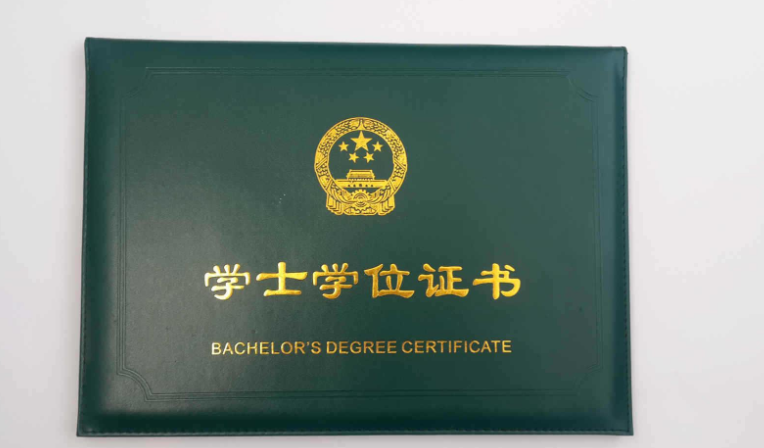 学士学位证书
BACHELOR'S DEGREE CERTIFICATE